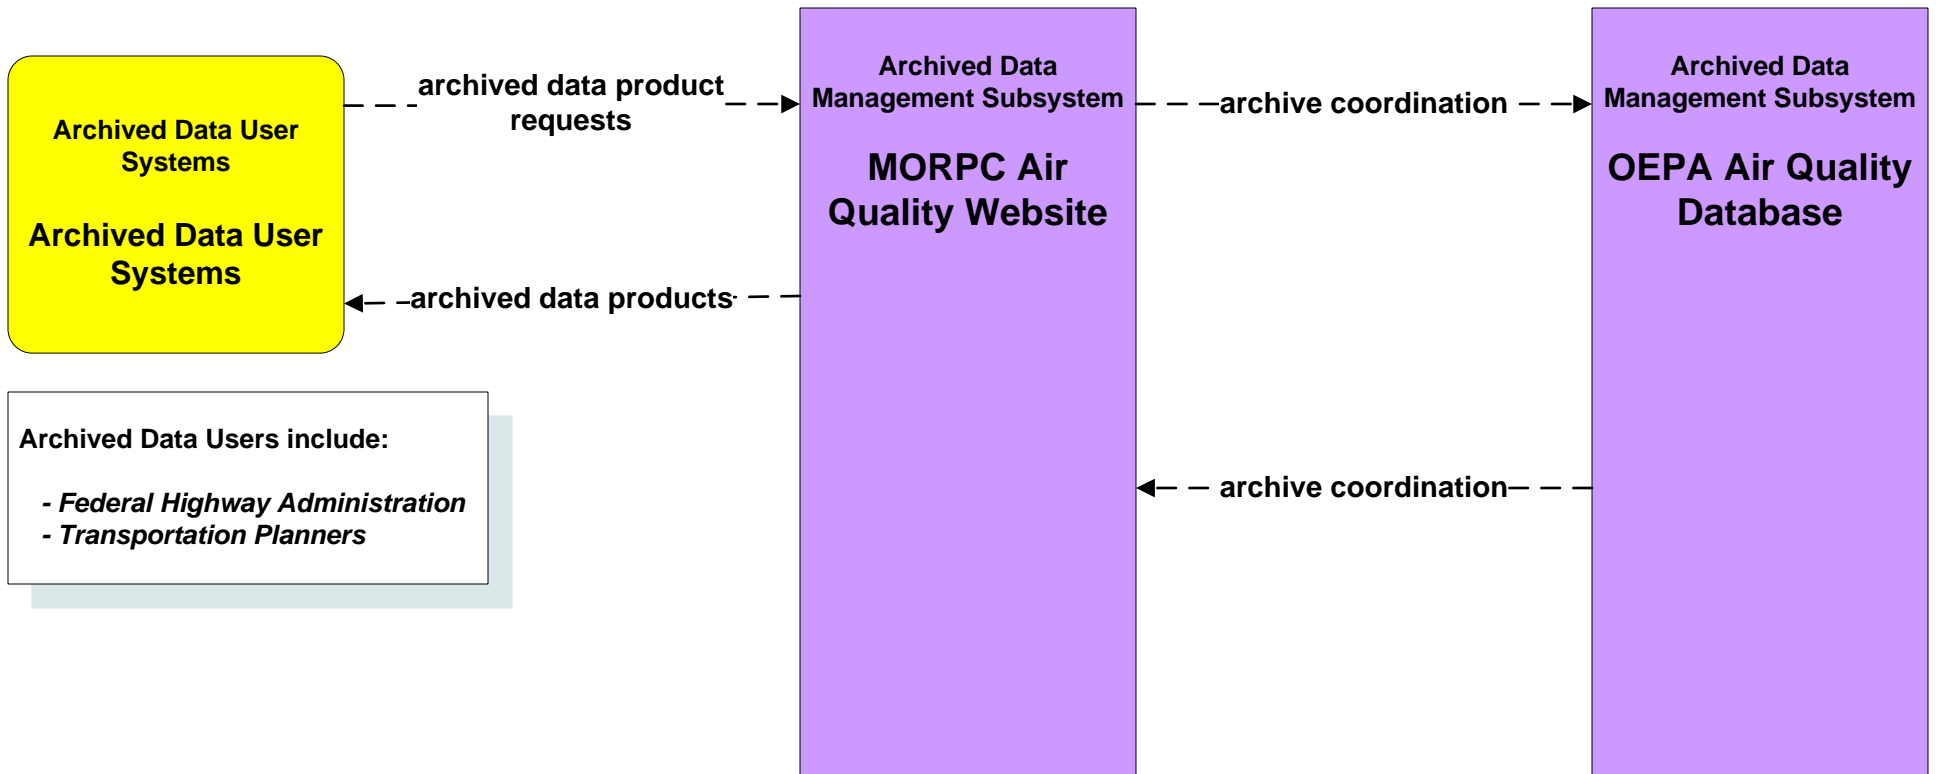 Archived Data User
Systems
Archived Data User
Systems
archived data product
requests
archived data products
Archived Data Users include:
- Federal Highway Administration
- Transportation Planners
Archived Data
Management Subsystem
MORPC Air
Quality Website
archive coordination
archive coordination
Archived Data
Management Subsystem
OEPA Air Quality
Database